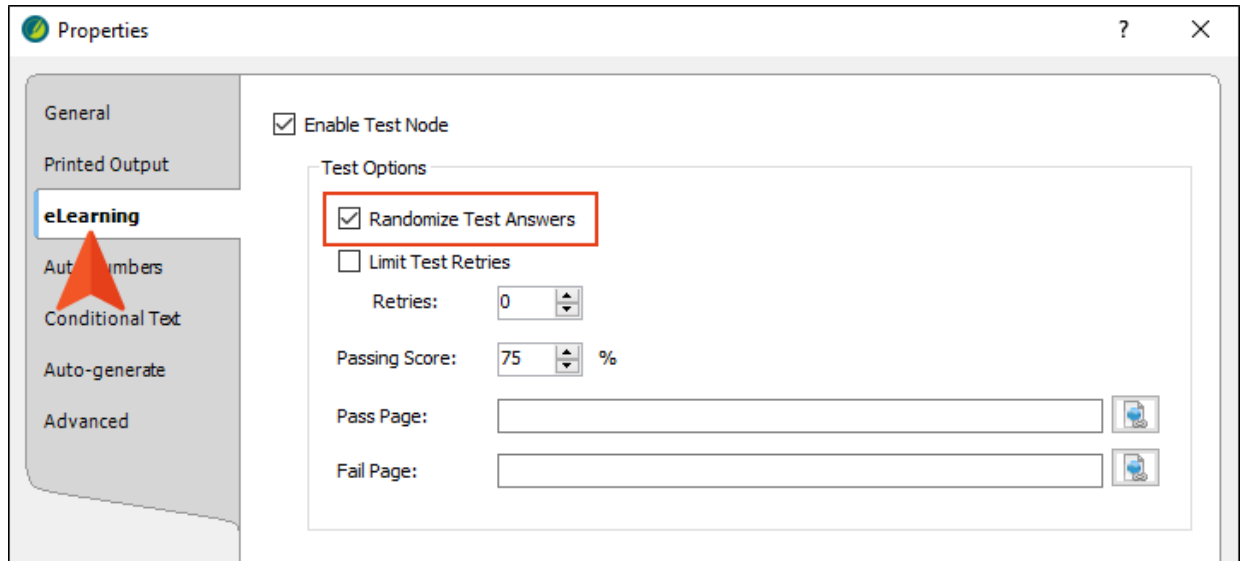 Properties
?
General
Printed Output
eLearning
Conditional Text
Auto-generate
Advanced
Enable Test Node
Test Options
Randomize Test Answers
Limit Test Retries
Retries: 0
Passing Score: 75 %
Pass Page:
Fail Page: